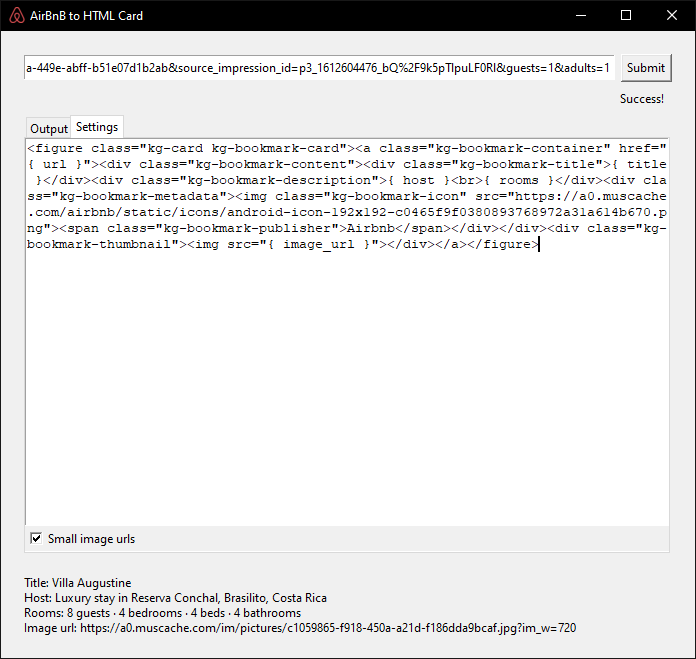 AirBnB to HTML Card
a-449e-abff-b51e07d1b2ab&source_impression_id=p3_1612604476_bQ%2F9k5pTlpuLF0RI&guests=1&adults=1
Submit
Success!
Output
Settings
<figure class="kg-card kg-bookmark-card"><a class="kg-bookmark-container" href="
{ url }"><div class="kg-bookmark-content"><div class="kg-bookmark-title">{ title
 }</div><div class="kg-bookmark-description">{ host }<br>{ rooms }</div><div cla
ss="kg-bookmark-metadata"><img class="kg-bookmark-icon" src="https://a0.muscache
.com/airbnb/static/icons/android-icon-192x192-c0465f9f0380893768972a31a614b670.p
ng"><span class="kg-bookmark-publisher">Airbnb</span></div></div><div class="kg-
bookmark-thumbnail"><img src="{ image_url }"></div></a></figure>
Small image urls
Title: Villa Augustine
Host: Luxury stay in Reserva Conchal, Brasilito, Costa Rica
Rooms: 8 guests · 4 bedrooms · 4 beds · 4 bathrooms
Image url: https://a0.muscache.com/im/pictures/c1059865-f918-450a-a21d-f186dda9bcaf.jpg?im_w=720